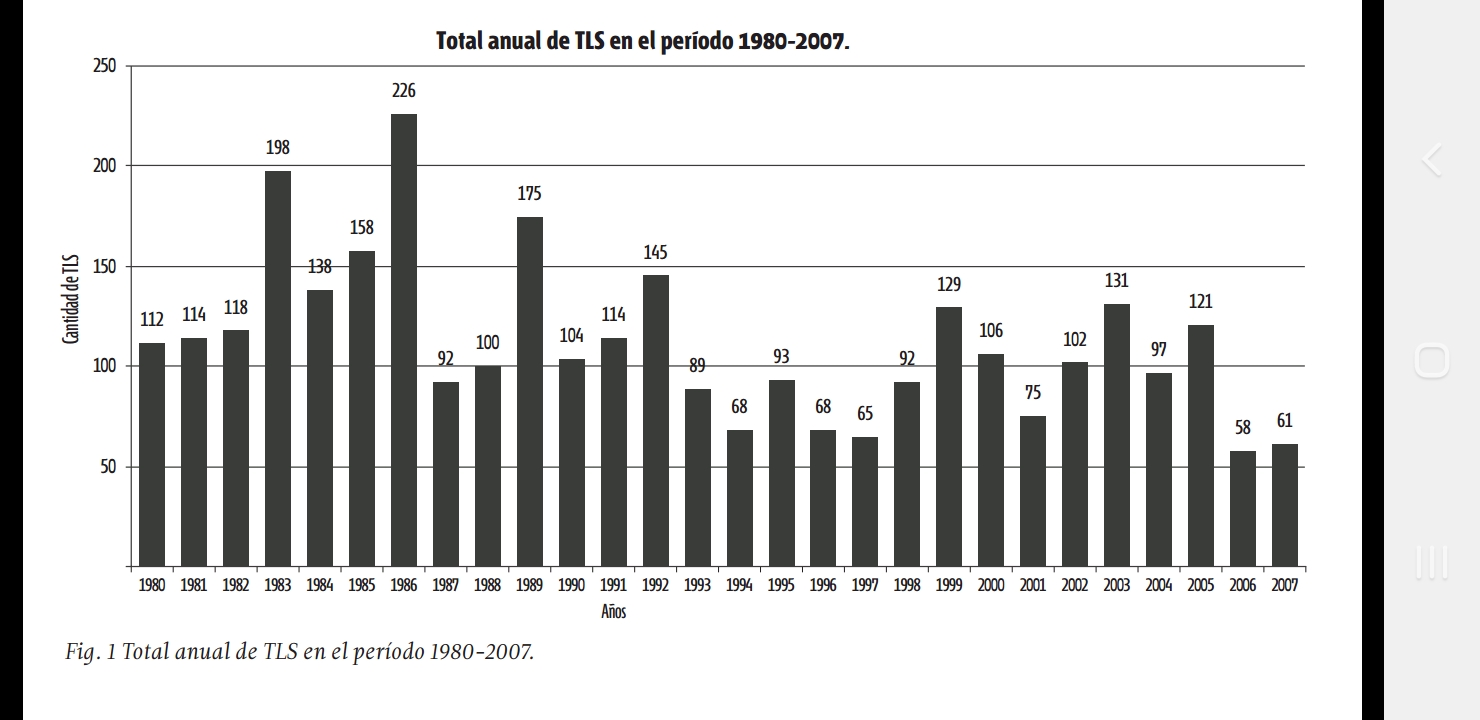 Total anual de TLS en el período 1980-2007.
250
200
150
100
50
Cantidad de TLS
112 114 118 198 138 158 226 92 100 175 104 114 145 89 68 93 68 65 92 129 106 75 102 131 97 121 58 61
1980 1981 1982 1983 1984 1985 1986 1987 1988 1989 1990 1991 1992 1993 1994 1995 1996 1997 1998 1999 2000 2001 2002 2003 2004 2005 2006 2007
Años
Fig. 1 Total anual de TLS en el período 1980-2007.